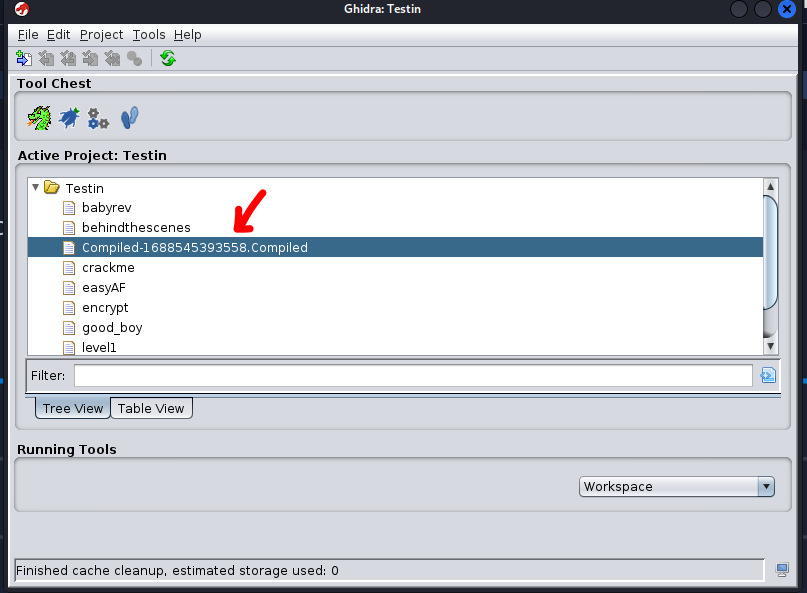 Ghidra: Testin
File Edit Project Tools Help
Tool Chest
Active Project: Testin
Testin
babyrev
behindthescenes
Compiled-1688545393558.Compiled
crackme
easyAF
encrypt
good_boy
level1
Filter:
Tree View Table View
Running Tools
Workspace
Finished cache cleanup, estimated storage used: 0